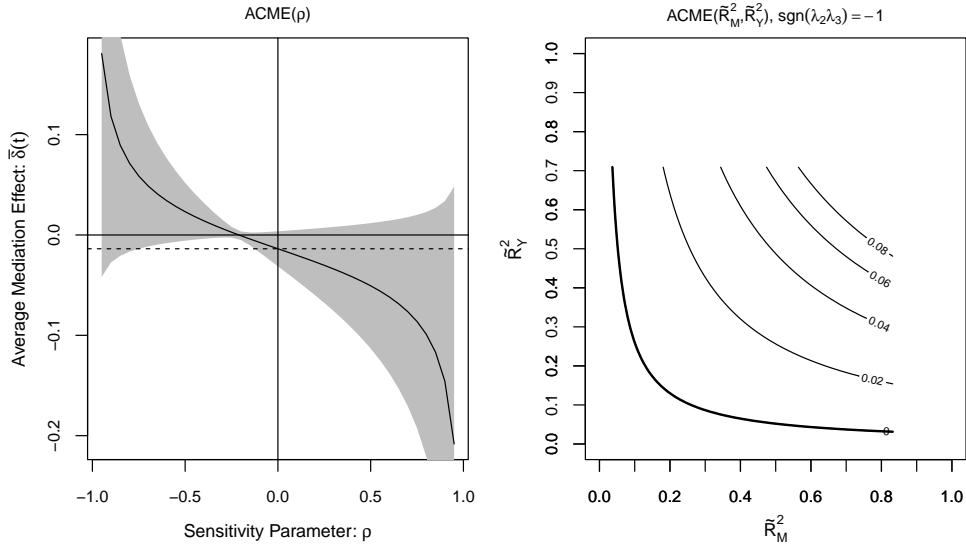 ACME(ρ)
Average Mediation Effect: δ̄(t)
0.1
0.0
−0.1
−0.2
−1.0 −0.5 0.0 0.5 1.0
Sensitivity Parameter: ρ
ACME(R̃²_M,R̃²_Y), sgn(λ₂λ₃) = −1
R̃²_Y
1.0
0.9
0.8
0.7
0.6
0.5
0.4
0.3
0.2
0.1
0.0
0.08
0.06
0.04
0.02
0
0.0 0.2 0.4 0.6 0.8 1.0
R̃²_M